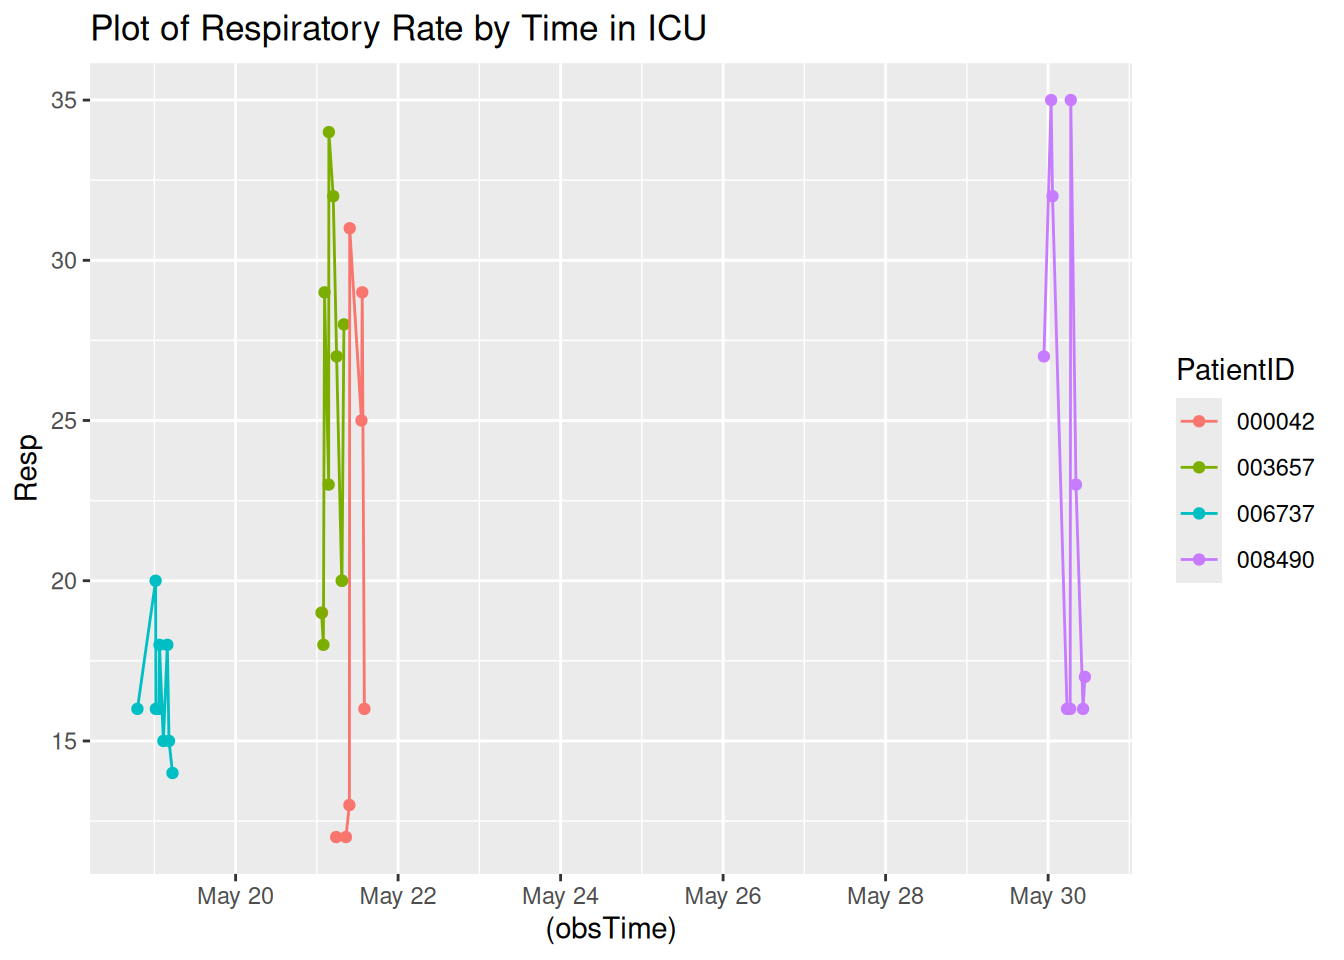 Plot of Respiratory Rate by Time in ICU
35
30
25
20
15
Resp
May 20 May 22 May 24 May 26 May 28 May 30
(obsTime)
PatientID
000042
003657
006737
008490